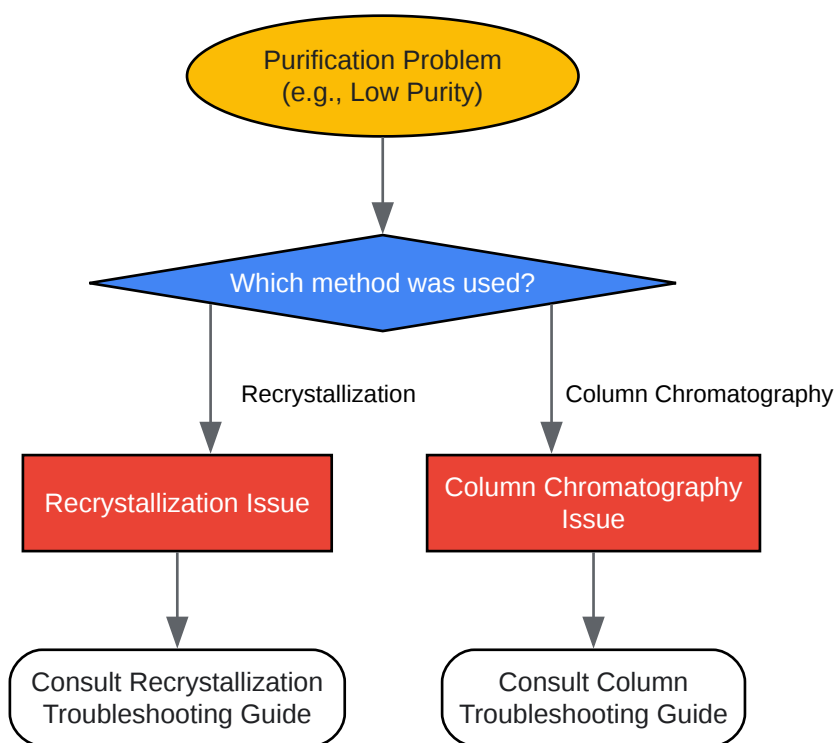 Purification Problem
(e.g., Low Purity)
Which method was used?
Recrystallization
Column Chromatography
Recrystallization Issue
Column Chromatography
Issue
Consult Recrystallization
Troubleshooting Guide
Consult Column
Troubleshooting Guide